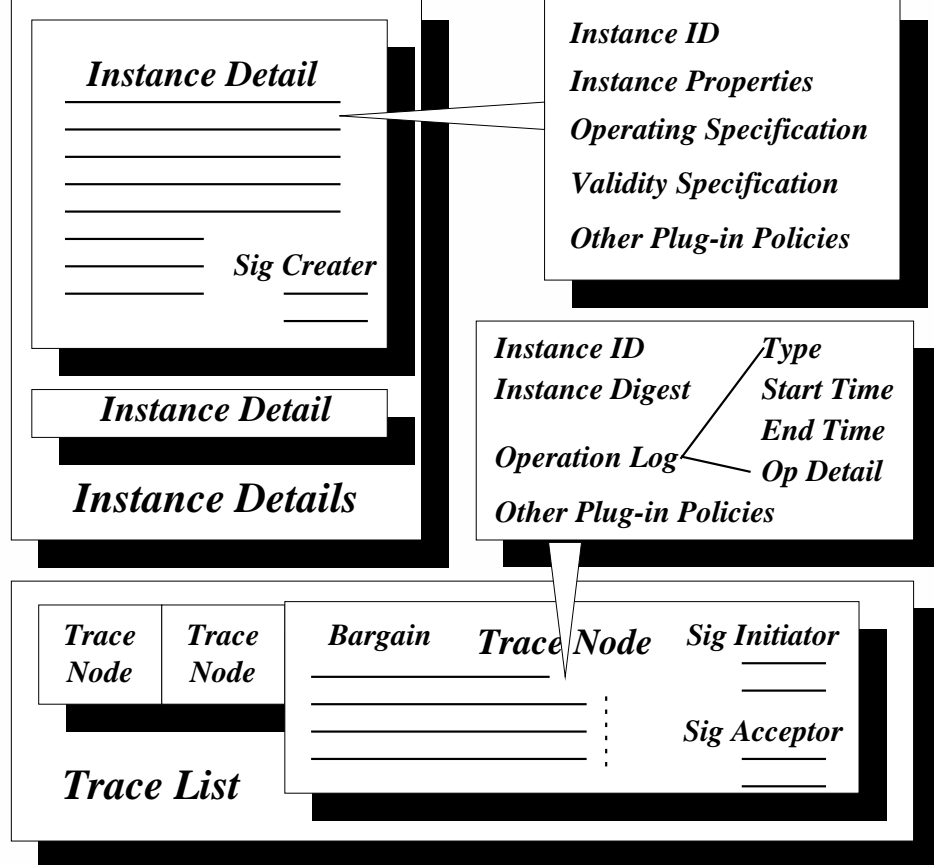 Instance Detail
Sig Creater
Instance Detail
Instance Details
Instance ID
Instance Properties
Operating Specification
Validity Specification
Other Plug-in Policies
Instance ID
Instance Digest
Operation Log
Other Plug-in Policies
Type
Start Time
End Time
Op Detail
Trace
Node
Trace
Node
Bargain
Trace Node
Sig Initiator
Sig Acceptor
Trace List